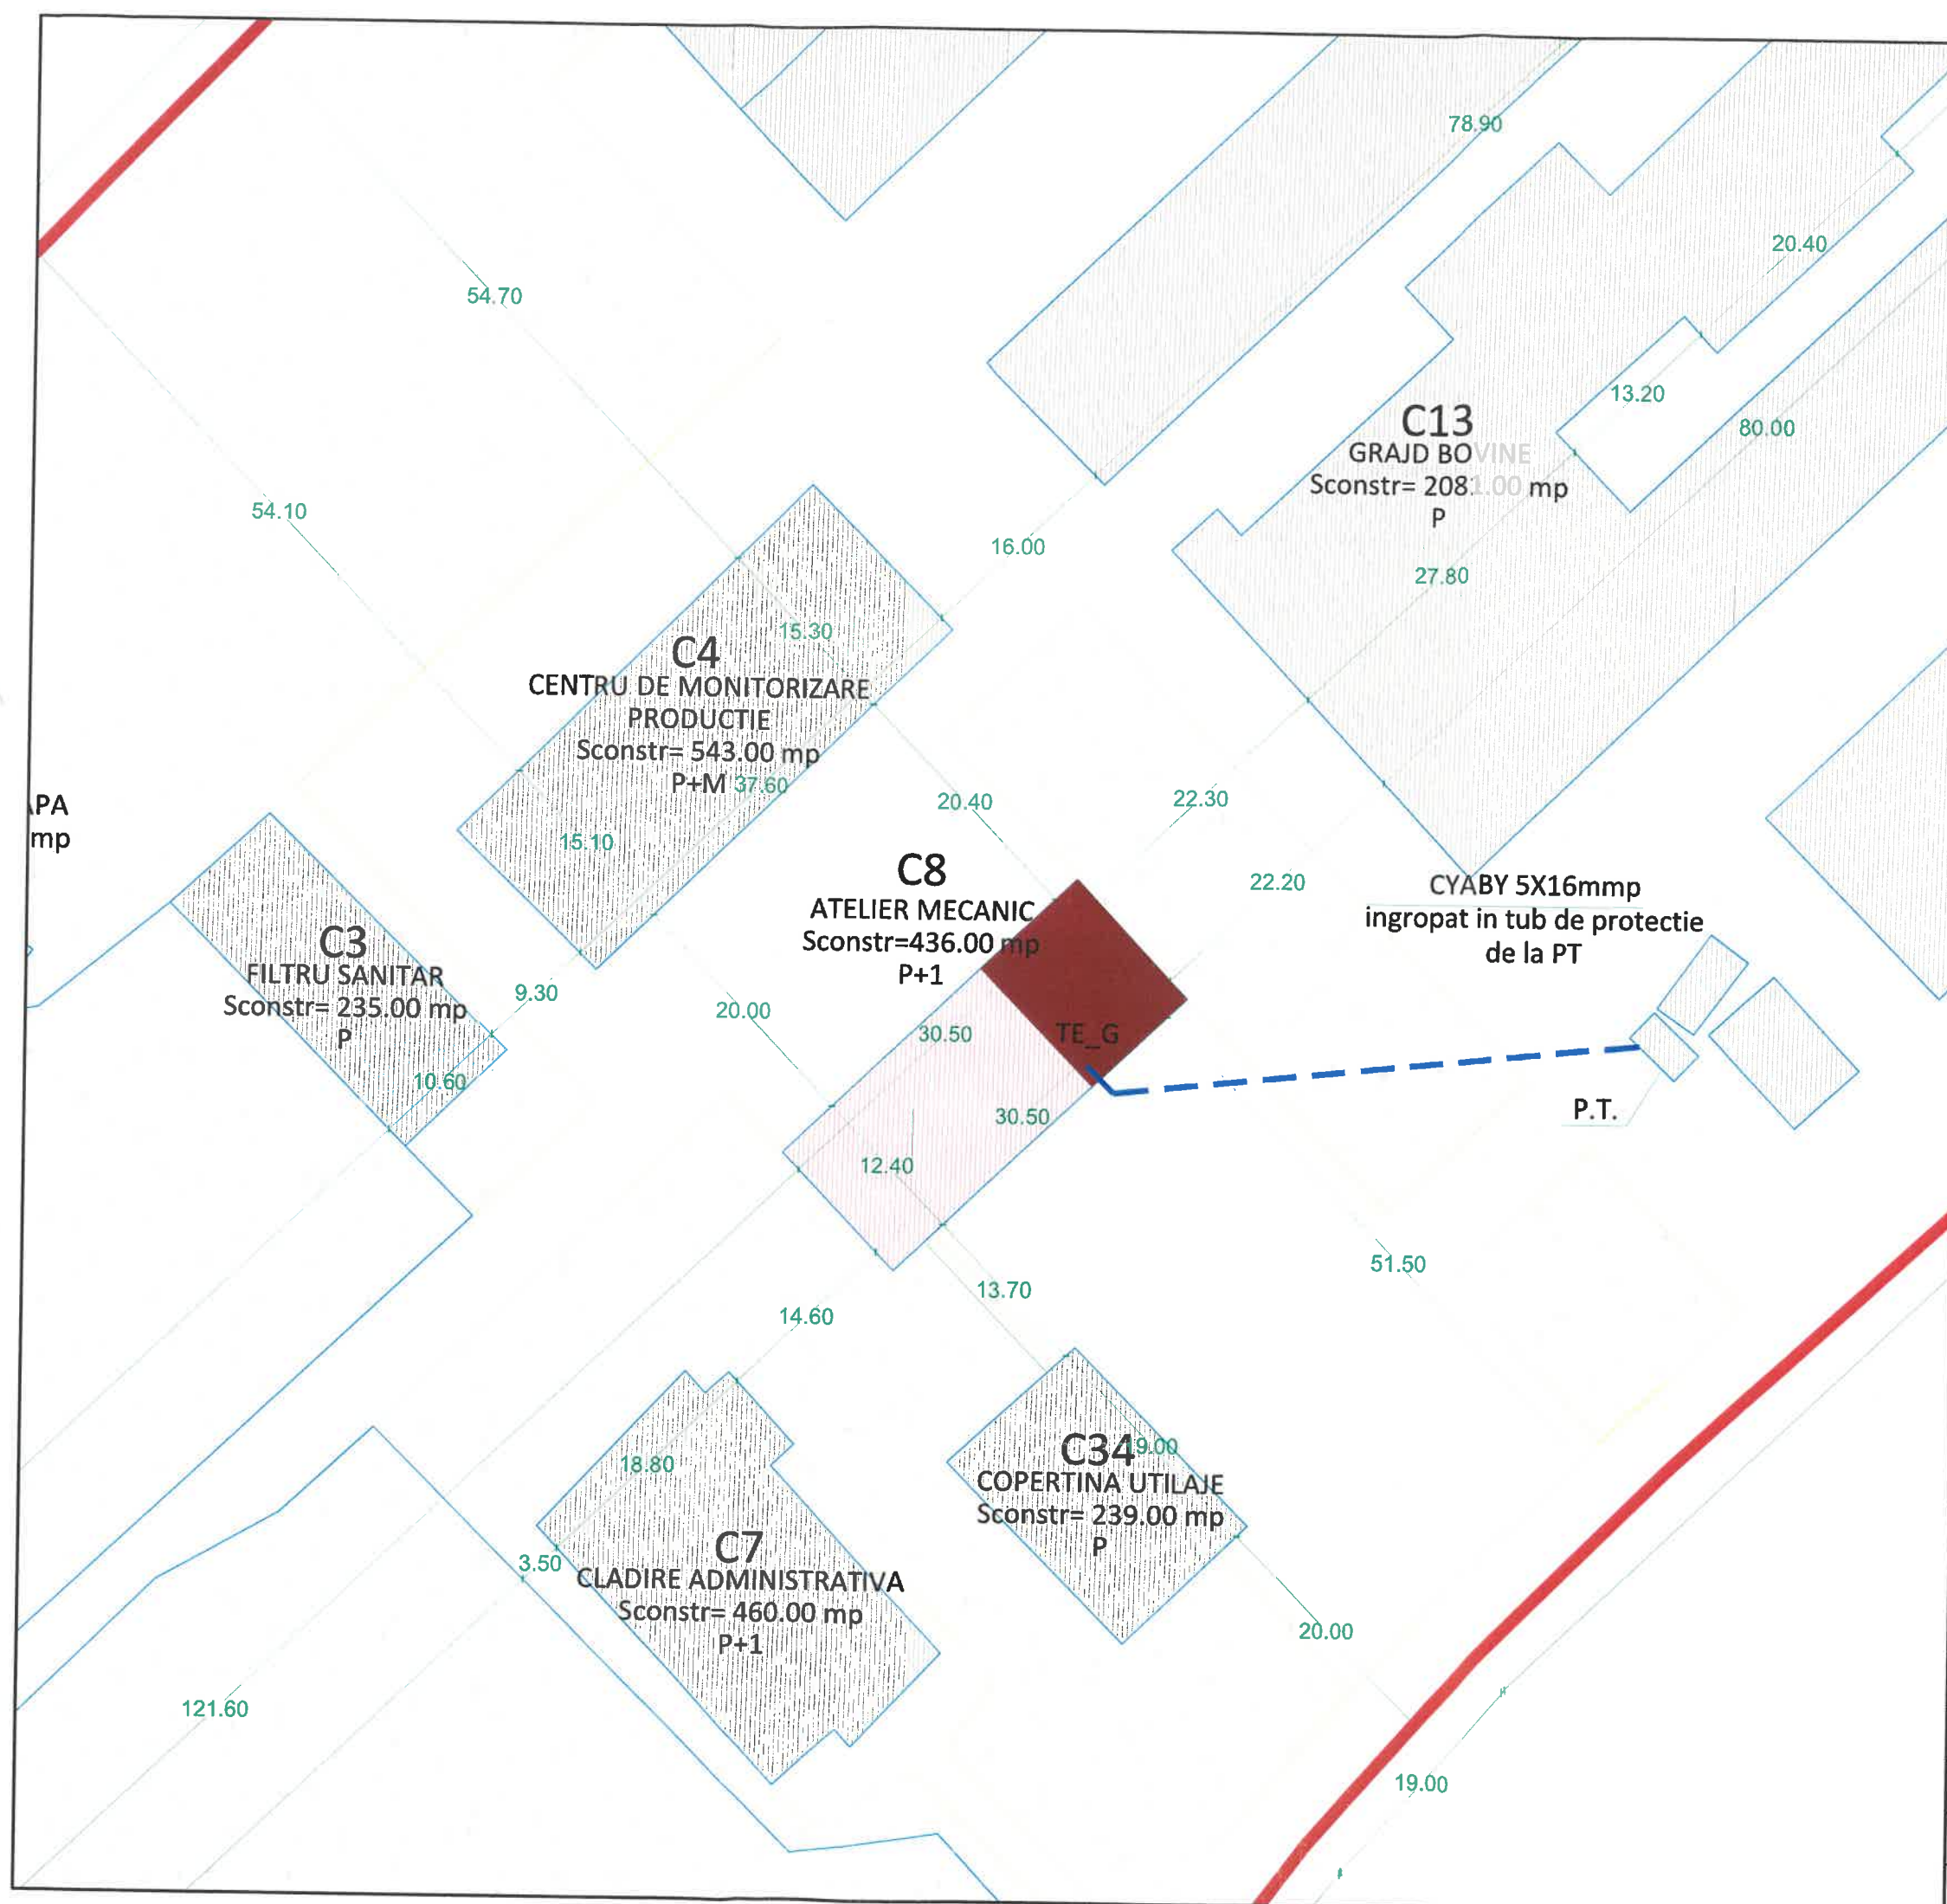 78.90
20.40
54.70
13.20
80.00
C13
GRAJD BOVINE
Sconstr= 2081.00 mp
P
54.10
16.00
27.80
15.30
C4
CENTRU DE MONITORIZARE
PRODUCTIE
Sconstr= 543.00 mp
P+M 37.60
15.10
20.40
22.30
22.20
APA
mp
C8
ATELIER MECANIC
Sconstr=436.00 mp
P+1
CYABY 5X16mmp
ingropat in tub de protectie
de la PT
C3
FILTRU SANITAR
Sconstr= 235.00 mp
P
10.60
9.30
20.00
30.50
TE_G
30.50
12.40
P.T.
51.50
13.70
14.60
18.80
C34
19.00
COPERTINA UTILAJE
Sconstr= 239.00 mp
P
C7
3.50
CLADIRE ADMINISTRATIVA
Sconstr= 460.00 mp
P+1
20.00
121.60
19.00